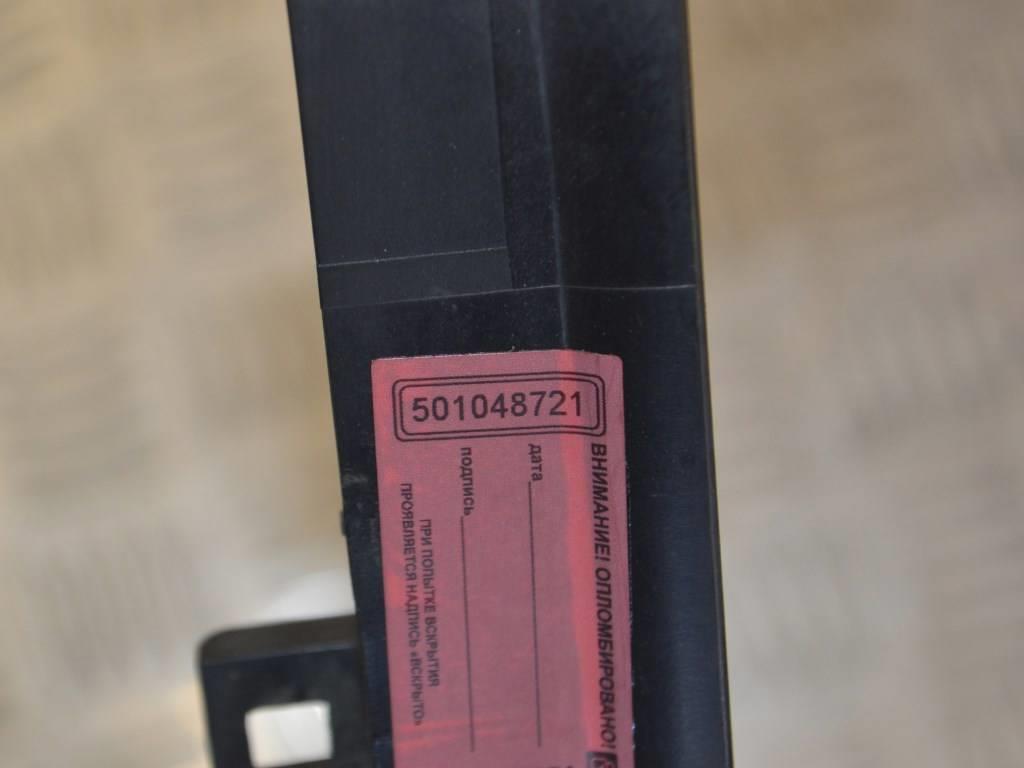 501048721
ВНИМАНИЕ! ОПЛОМБИРОВАНО!
дата
подпись
ПРИ ПОПЫТКЕ ВСКРЫТИЯ
ПРОЯВЛЯЕТСЯ НАДПИСЬ «ВСКРЫТО»